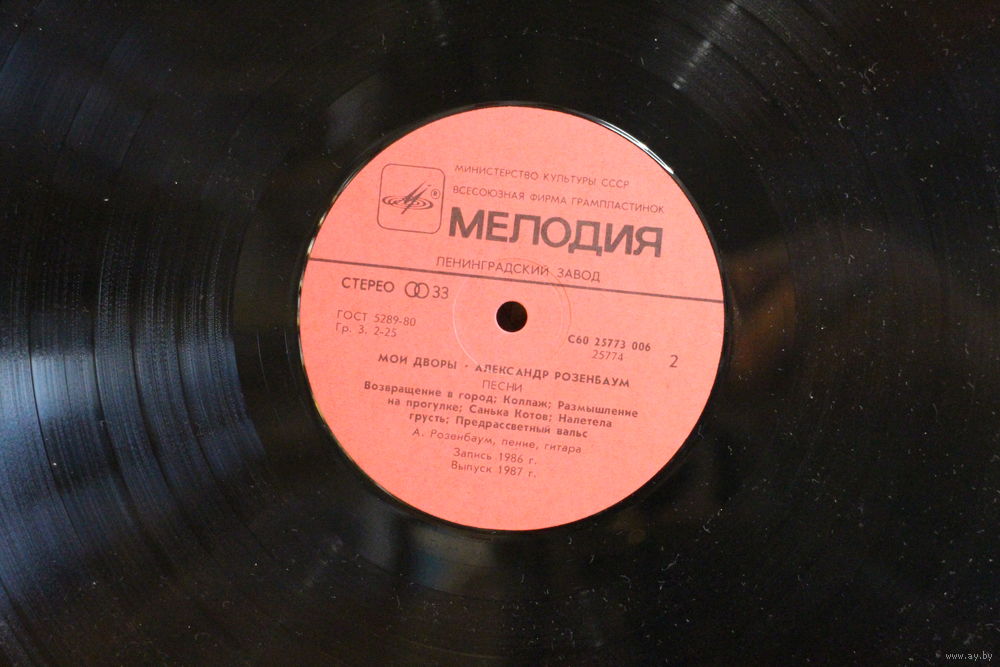 МИНИСТЕРСТВО КУЛЬТУРЫ СССР
ВСЕСОЮЗНАЯ ФИРМА ГРАМПЛАСТИНОК
®
МЕЛОДИЯ
ЛЕНИНГРАДСКИЙ ЗАВОД
СТЕРЕО 33
ГОСТ 5289-80
Гр. 3. 2-25
С60 25773 006
25774
2
МОИ ДВОРЫ · АЛЕКСАНДР РОЗЕНБАУМ
ПЕСНИ
Возвращение в город; Коллаж; Размышление
на прогулке; Санька Котов; Налетела
грусть; Предрассветный вальс
А. Розенбаум, пение, гитара
Запись 1986 г.
Выпуск 1987 г.
www.ay.by